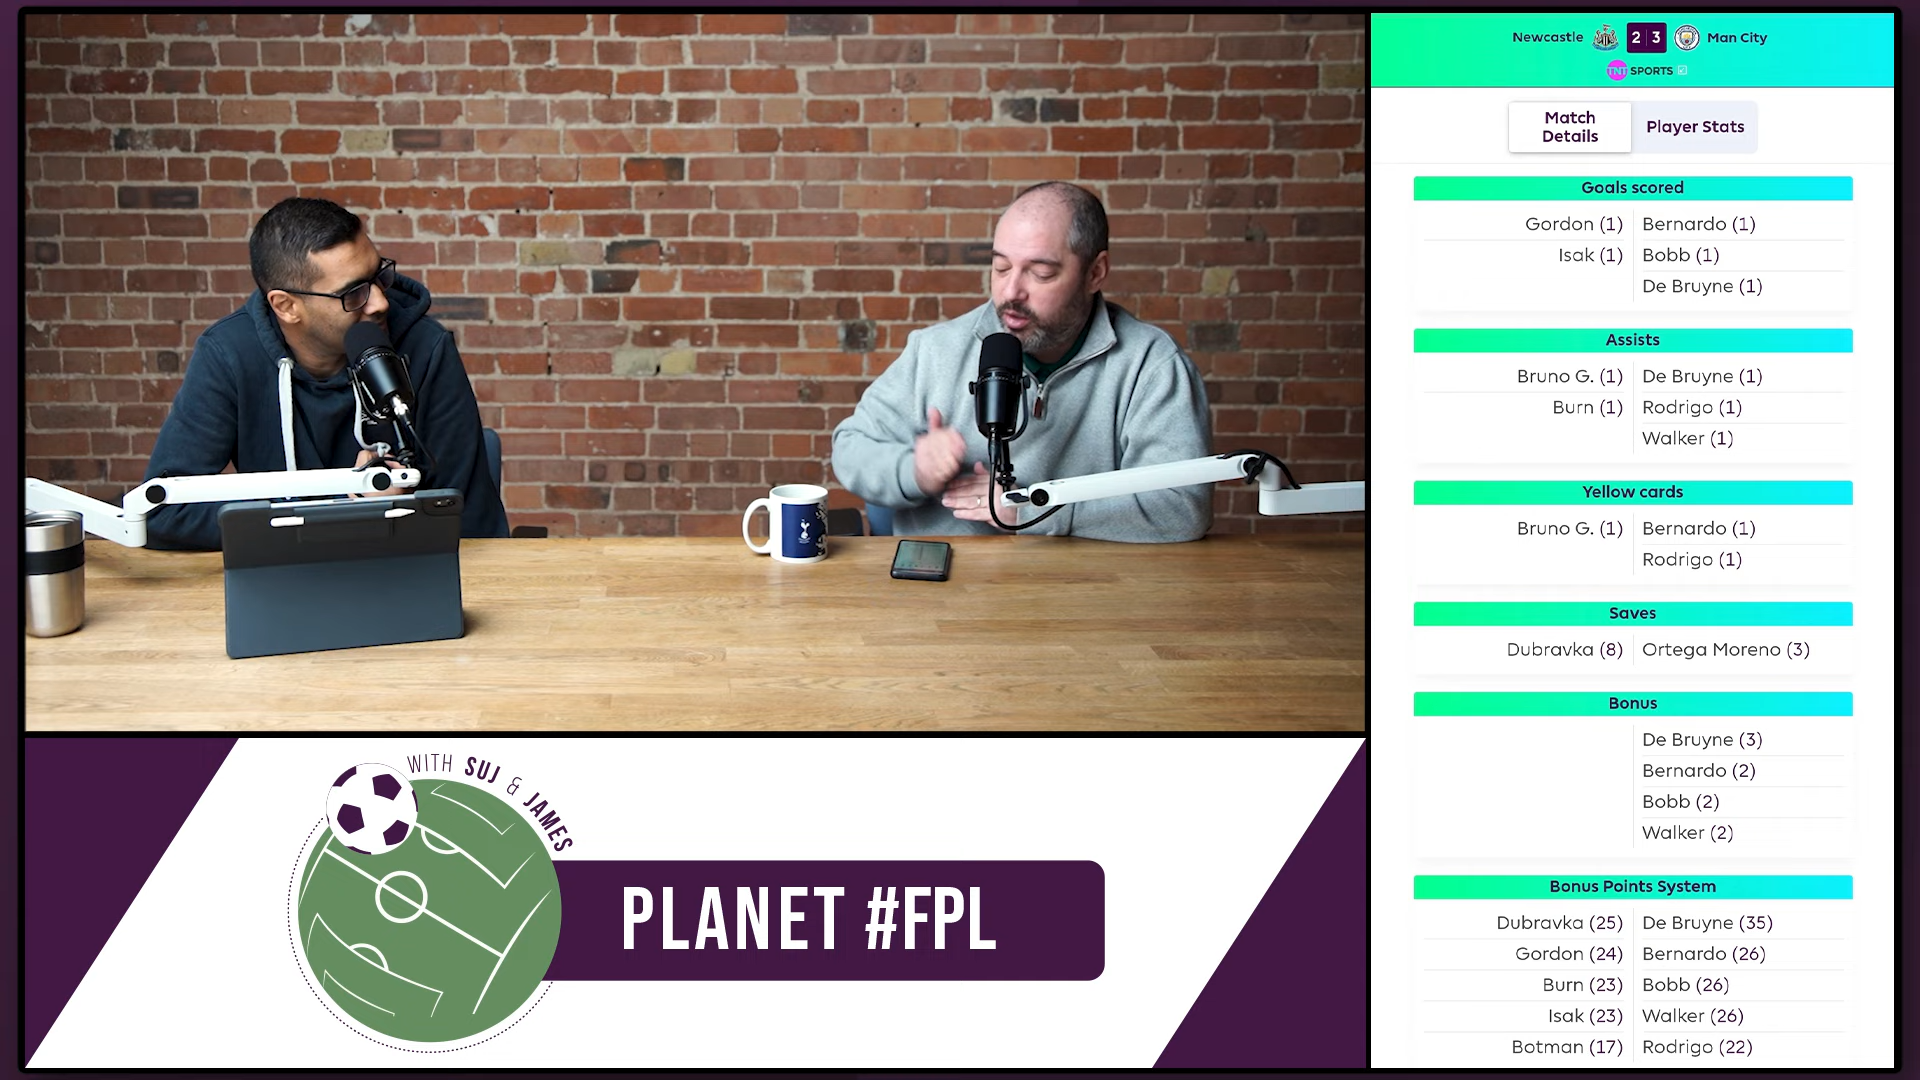 Newcastle 2 3 Man City
TNT SPORTS
Match Details
Player Stats
Goals scored
Gordon (1) Bernardo (1)
Isak (1) Bobb (1)
De Bruyne (1)
Assists
Bruno G. (1) De Bruyne (1)
Burn (1) Rodrigo (1)
Walker (1)
Yellow cards
Bruno G. (1) Bernardo (1)
Rodrigo (1)
Saves
Dubravka (8) Ortega Moreno (3)
Bonus
De Bruyne (3)
Bernardo (2)
Bobb (2)
Walker (2)
Bonus Points System
Dubravka (25) De Bruyne (35)
Gordon (24) Bernardo (26)
Burn (23) Bobb (26)
Isak (23) Walker (26)
Botman (17) Rodrigo (22)
WITH SUJ & JAMES
PLANET #FPL